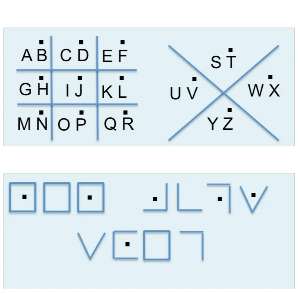 AB CD EF
GH IJ KL
MN OP QR
ST
UV WX
YZ